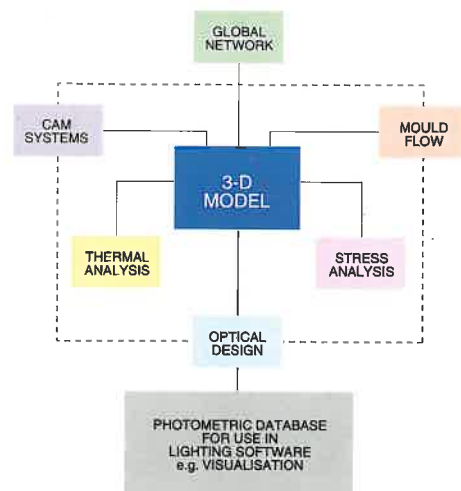 GLOBAL
NETWORK
CAM
SYSTEMS
MOULD
FLOW
3-D
MODEL
THERMAL
ANALYSIS
STRESS
ANALYSIS
OPTICAL
DESIGN
PHOTOMETRIC DATABASE
FOR USE IN
LIGHTING SOFTWARE
e.g. VISUALISATION